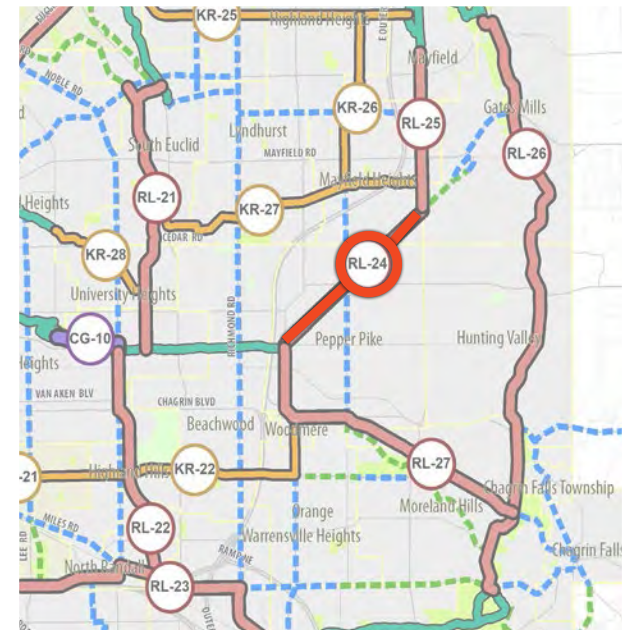 KR-25
Highland Heights
NOBLE RD
Mayfield
KR-26
Gates Mills
RL-25
Lyndhurst
South Euclid
MAYFIELD RD
RL-26
Mayfield Heights
RL-21
Heights
KR-27
CEDAR RD
KR-28
RL-24
University Heights
RICHMOND RD
CG-10
Pepper Pike
Hunting Valley
Heights
VAN AKEN BLV
CHAGRIN BLVD
Beachwood
Woodmere
RL-27
KR-22
Highland Hills
-21
Chagrin Falls Township
Moreland Hills
Orange
RL-22
MILES RD
Warrensville Heights
LEE RD
Chagrin Falls
North Randall
RL-23